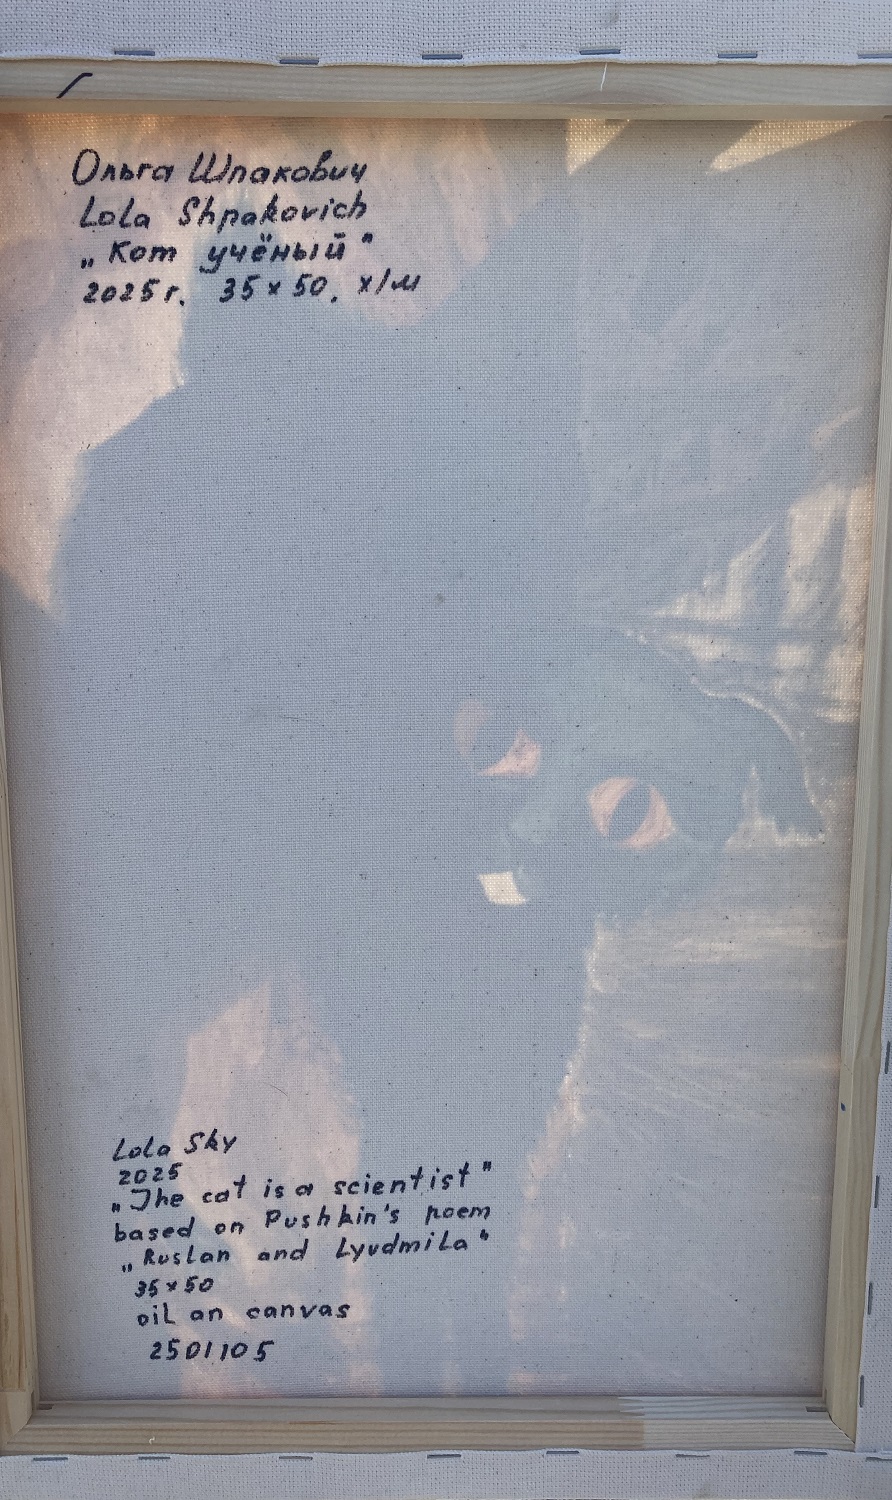 Ольга Шпакович
Lola Shpakovich
„Кот учёный"
2025г. 35×50. х/м
Lola Sky
2025
„The cat is a scientist"
based on Pushkin's poem
„Ruslan and Lyudmila"
35×50
oil an canvas
2501105